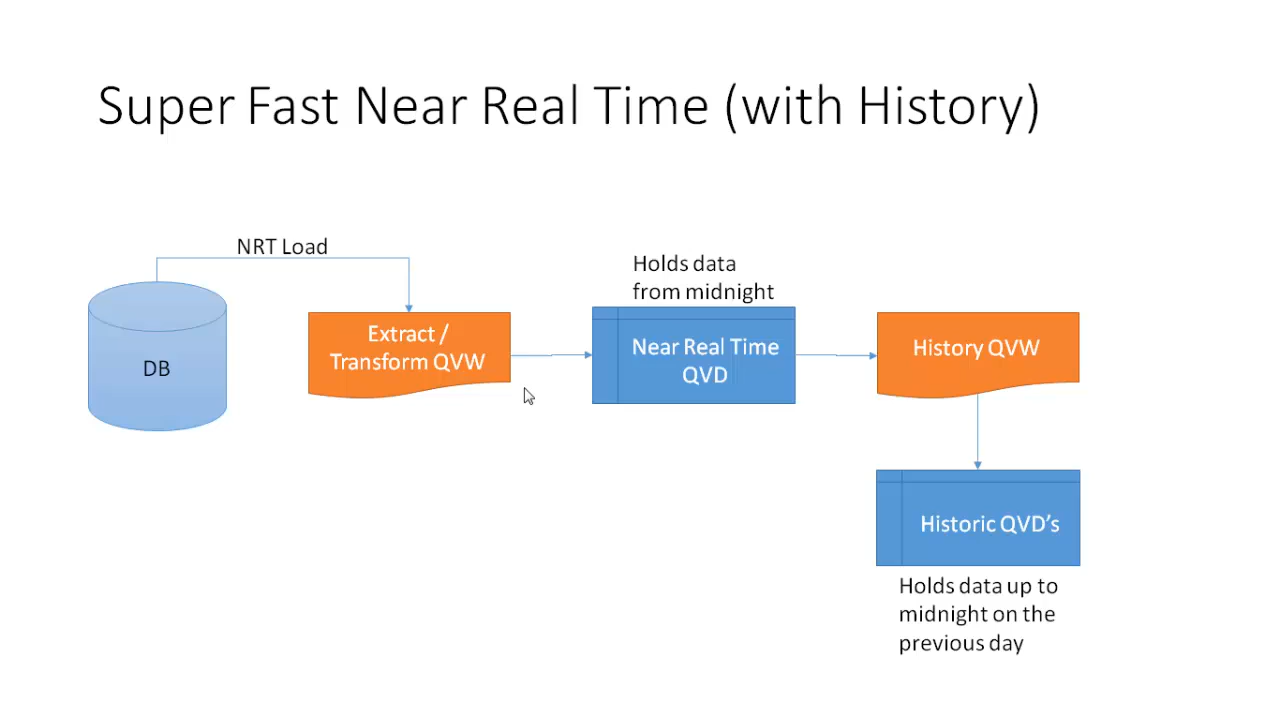 Super Fast Near Real Time (with History)
NRT Load
DB
Extract /
Transform QVW
Holds data
from midnight
Near Real Time
QVD
History QVW
Historic QVD’s
Holds data up to
midnight on the
previous day